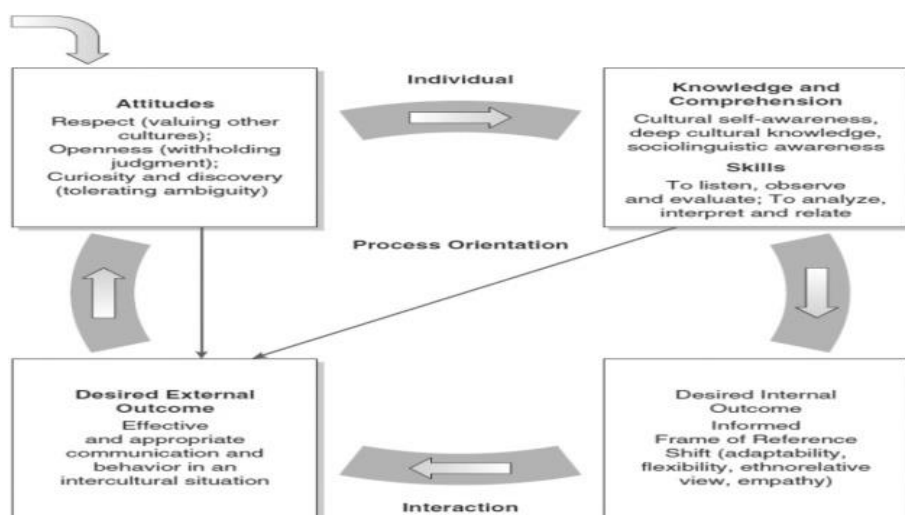 Individual
Attitudes
Respect (valuing other
cultures);
Openness (withholding
judgment);
Curiosity and discovery
(tolerating ambiguity)
Knowledge and
Comprehension
Cultural self-awareness,
deep cultural knowledge,
sociolinguistic awareness
Skills
To listen, observe
and evaluate; To analyze,
interpret and relate
Process Orientation
Desired External
Outcome
Effective
and appropriate
communication and
behavior in an
intercultural situation
Desired Internal
Outcome
Informed
Frame of Reference
Shift (adaptability,
flexibility, ethnorelative
view, empathy)
Interaction